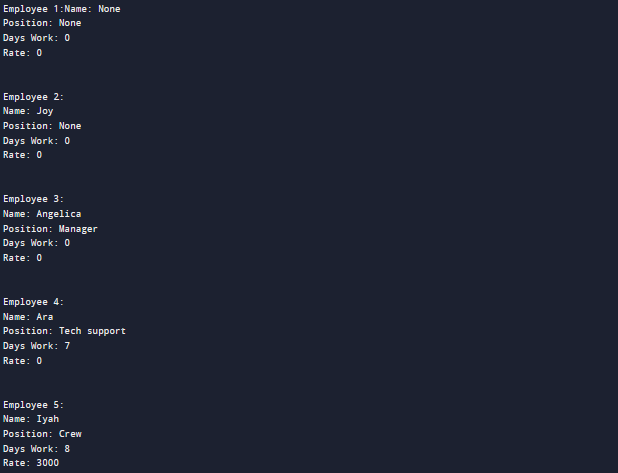 Employee 1:Name: None
Position: None
Days Work: 0
Rate: 0
Employee 2:
Name: Joy
Position: None
Days Work: 0
Rate: 0
Employee 3:
Name: Angelica
Position: Manager
Days Work: 0
Rate: 0
Employee 4:
Name: Ara
Position: Tech support
Days Work: 7
Rate: 0
Employee 5:
Name: Iyah
Position: Crew
Days Work: 8
Rate: 3000